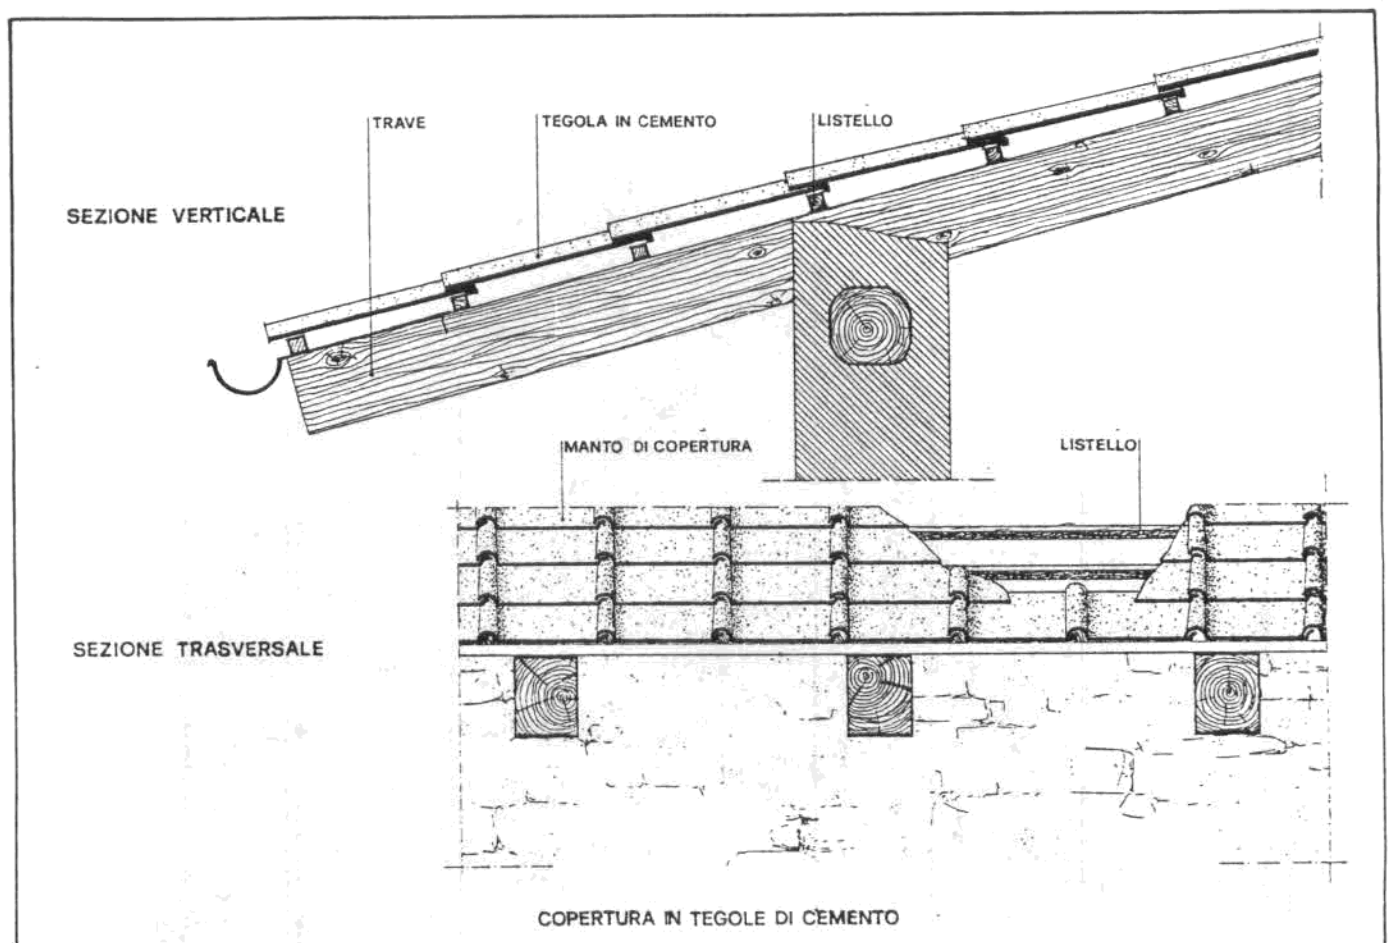 TRAVE
TEGOLA IN CEMENTO
LISTELLO
SEZIONE VERTICALE
MANTO DI COPERTURA
LISTELLO
SEZIONE TRASVERSALE
COPERTURA IN TEGOLE DI CEMENTO